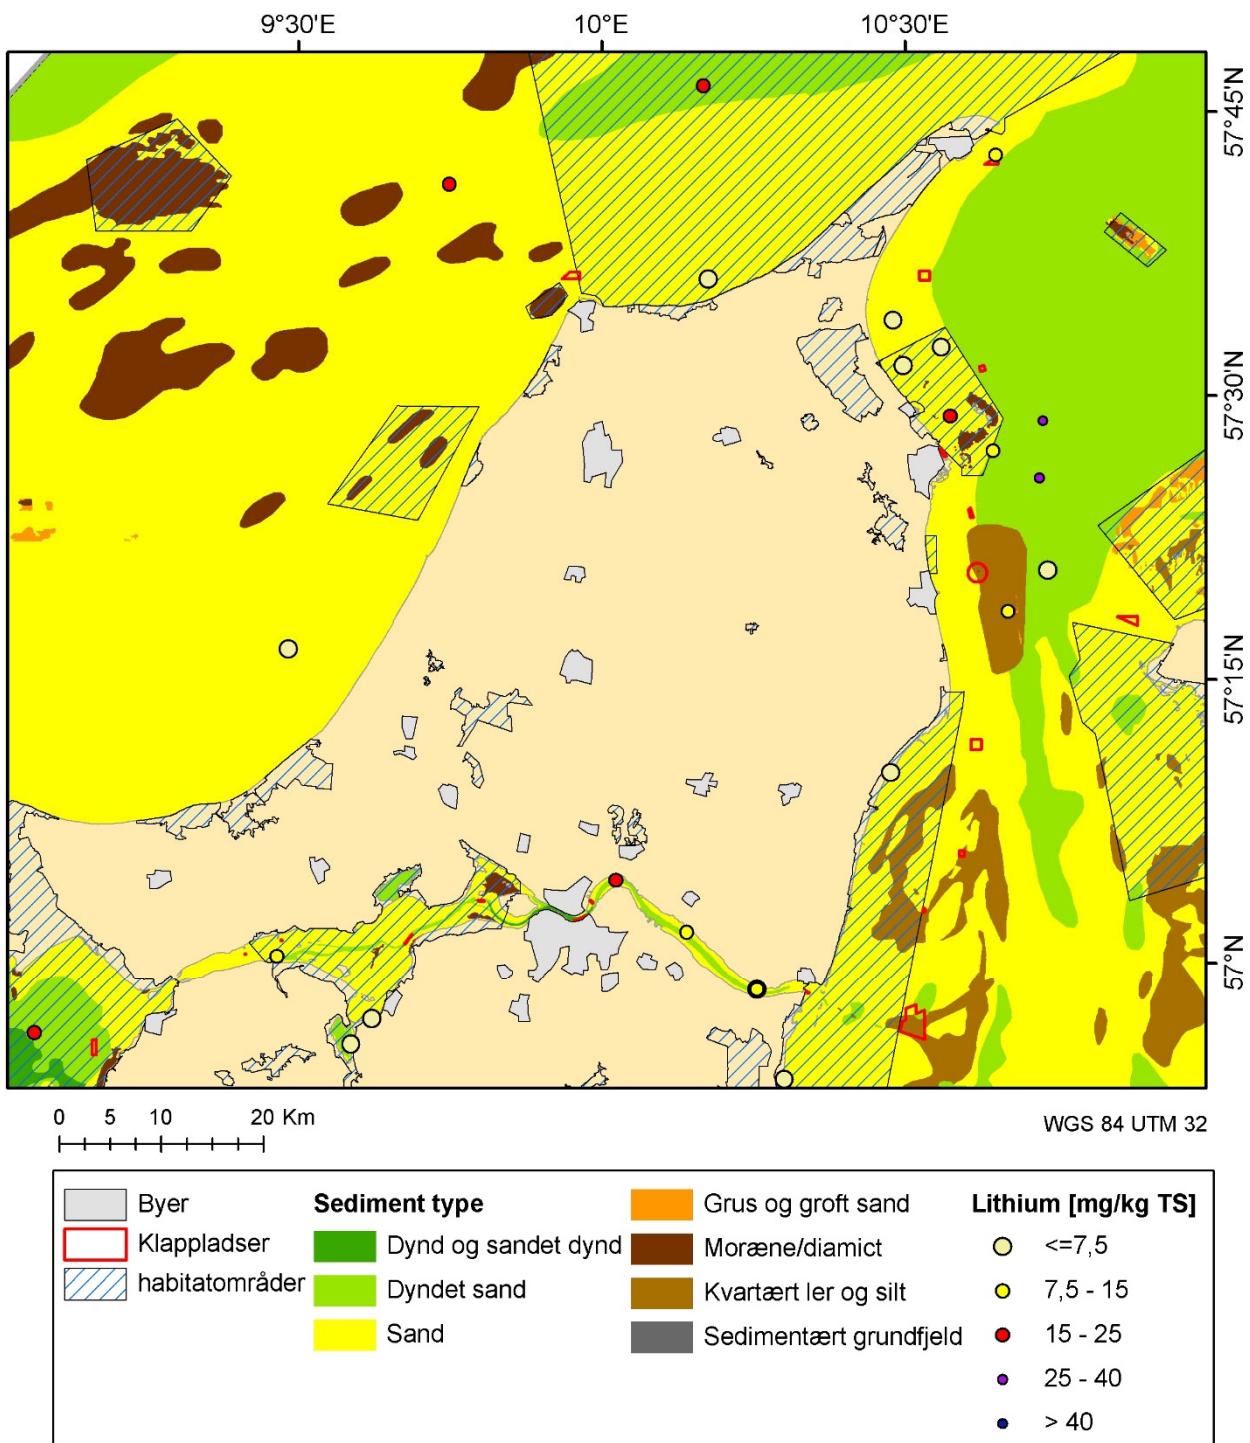 9°30'E 10°E 10°30'E
57°45'N
57°30'N
57°15'N
57°N
0 5 10 20 Km
WGS 84 UTM 32
Byer
Klappladser
habitatområder
Sediment type
Dynd og sandet dynd
Dyndet sand
Sand
Grus og groft sand
Moræne/diamict
Kvartært ler og silt
Sedimentært grundfjeld
Lithium [mg/kg TS]
<=7,5
7,5 - 15
15 - 25
25 - 40
> 40